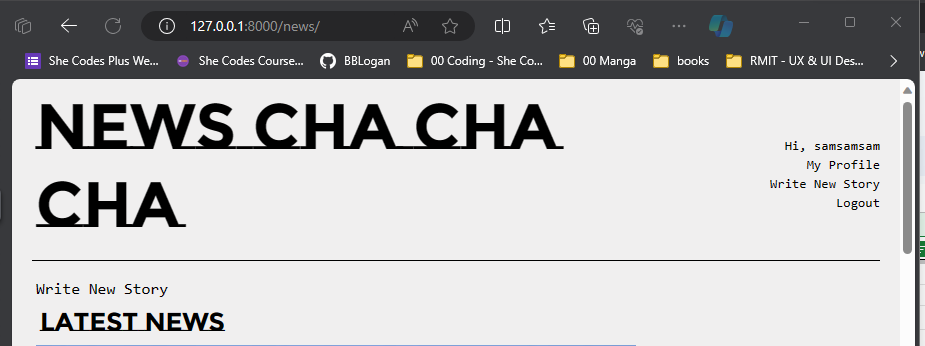 127.0.0.1:8000/news/
She Codes Plus We...
She Codes Course...
BBLogan
00 Coding - She Co...
00 Manga
books
RMIT - UX & UI Des...
NEWS CHA CHA
CHA
Hi, samsamsam
My Profile
Write New Story
Logout
Write New Story
LATEST NEWS